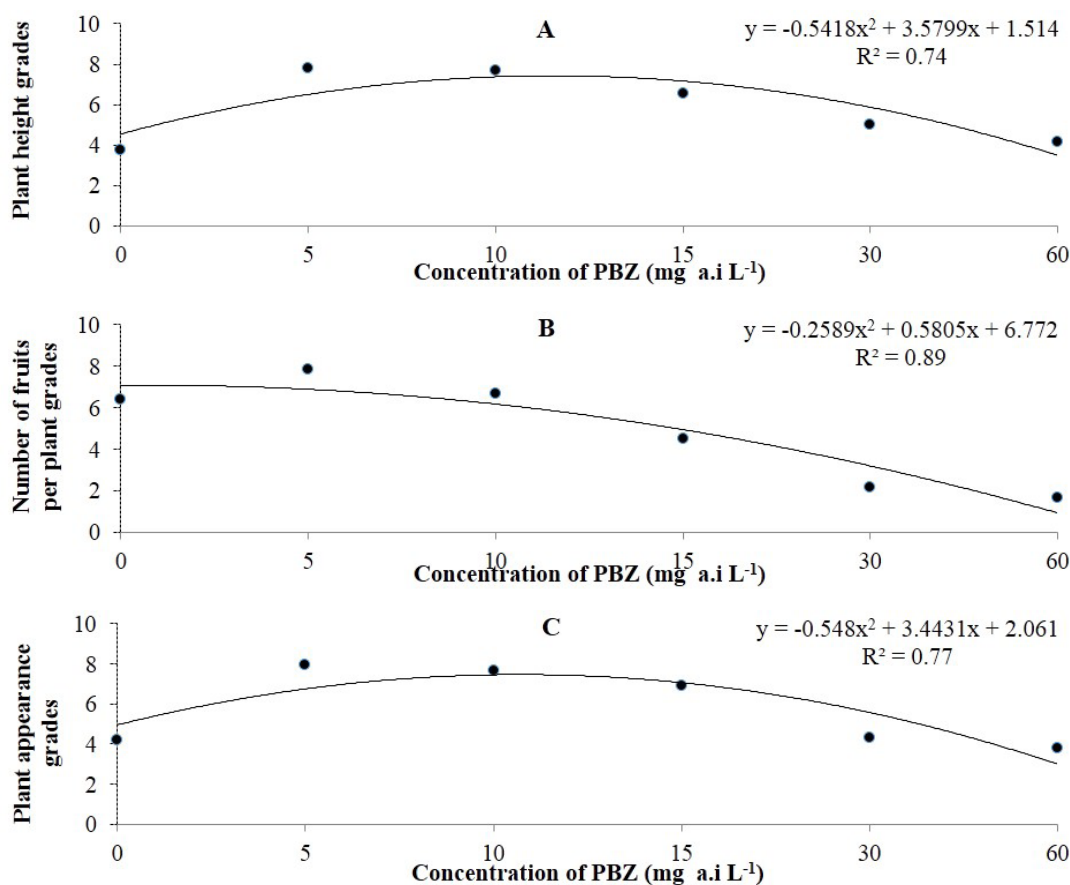 A
y = -0.5418x² + 3.5799x + 1.514
R² = 0.74
Plant height grades
10
8
6
4
2
0
0 5 10 15 30 60
Concentration of PBZ (mg a.i L⁻¹)
B
y = -0.2589x² + 0.5805x + 6.772
R² = 0.89
Number of fruits
per plant grades
10
8
6
4
2
0
0 5 10 15 30 60
Concentration of PBZ (mg a.i L⁻¹)
C
y = -0.548x² + 3.4431x + 2.061
R² = 0.77
Plant appearance
grades
10
8
6
4
2
0
0 5 10 15 30 60
Concentration of PBZ (mg a.i L⁻¹)